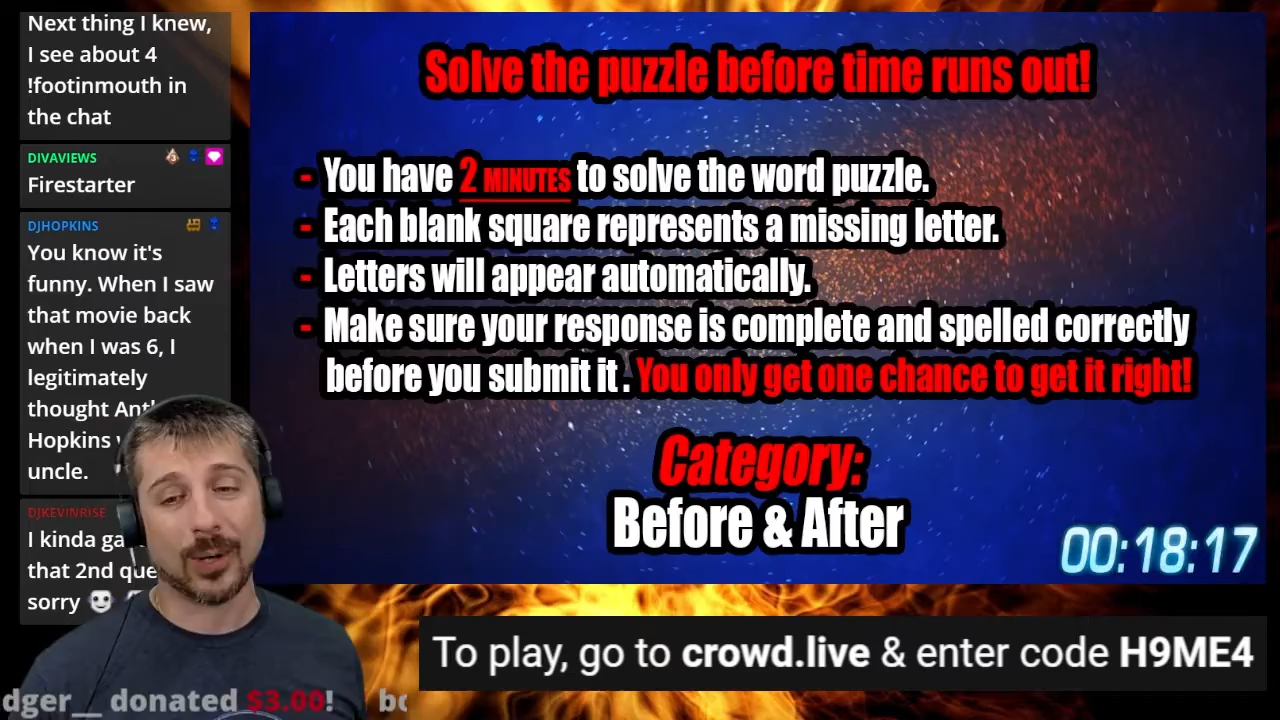 Next thing I knew,
I see about 4
!footinmouth in
the chat
DIVAVIEWS
Firestarter
DJHOPKINS
You know it's
funny. When I saw
that movie back
when I was 6, I
legitimately
thought
Hopkins
uncle.
DJKEVINRISE
I kinda
that 2nd
sorry
Solve the puzzle before time runs out!
- You have 2 MINUTES to solve the word puzzle.
- Each blank square represents a missing letter.
- Letters will appear automatically.
- Make sure your response is complete and spelled correctly
before you submit it . You only get one chance to get it right!
Category:
Before & After
00:18:17
To play, go to crowd.live & enter code H9ME4
dger__ donated $3.00!